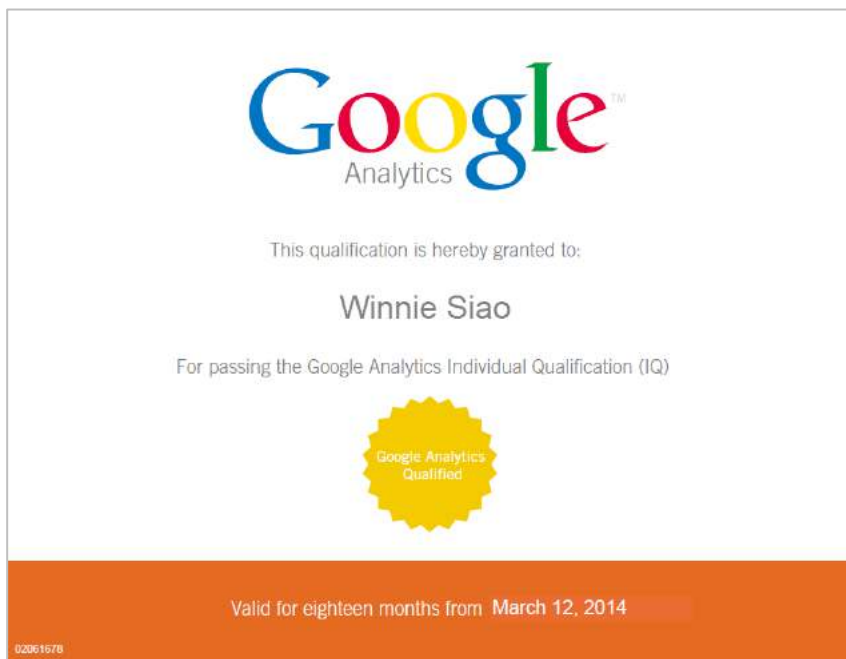 Google™
Analytics
This qualification is hereby granted to:
Winnie Siao
For passing the Google Analytics Individual Qualification (IQ)
Google Analytics
Qualified
Valid for eighteen months from March 12, 2014
02061678